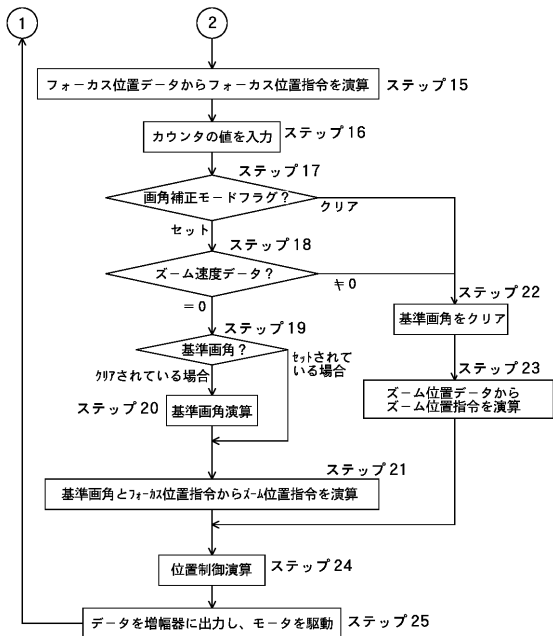 1
2
フォーカス位置データからフォーカス位置指令を演算
ステップ15
カウンタの値を入力
ステップ16
ステップ17
画角補正モードフラグ?
クリア
セット
ステップ18
ズーム速度データ?
≠0
=0
ステップ22
基準画角をクリア
ステップ19
基準画角?
クリアされている場合
セットされて
いる場合
ステップ23
ズーム位置データから
ズーム位置指令を演算
ステップ20
基準画角演算
ステップ21
基準画角とフォーカス位置指令からズーム位置指令を演算
位置制御演算
ステップ24
データを増幅器に出力し、モータを駆動
ステップ25